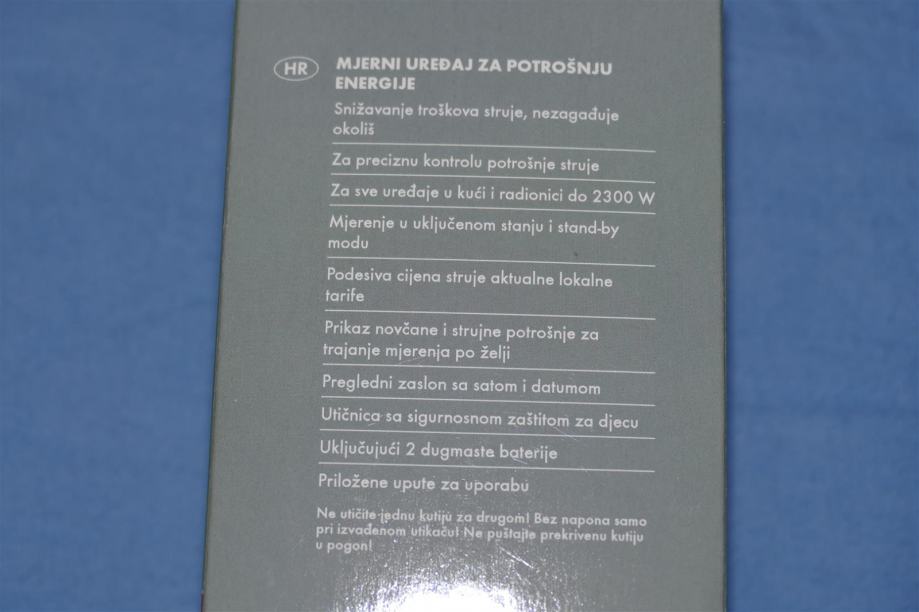 HR
MJERNI UREĐAJ ZA POTROŠNJU
ENERGIJE
Snižavanje troškova struje, nezagađuje
okoliš
Za preciznu kontrolu potrošnje struje
Za sve uređaje u kući i radionici do 2300 W
Mjerenje u uključenom stanju i stand-by
modu
Podesiva cijena struje aktualne lokalne
tarife
Prikaz novčane i strujne potrošnje za
trajanje mjerenja po želji
Pregledni zaslon sa satom i datumom
Utičnica sa sigurnosnom zaštitom za djecu
Uključujući 2 dugmaste baterije
Priložene upute za uporabu
Ne utičite jednu kutiju za drugom! Bez napona samo
pri izvađenom utikaču! Ne puštajte prekrivenu kutiju
u pogon!